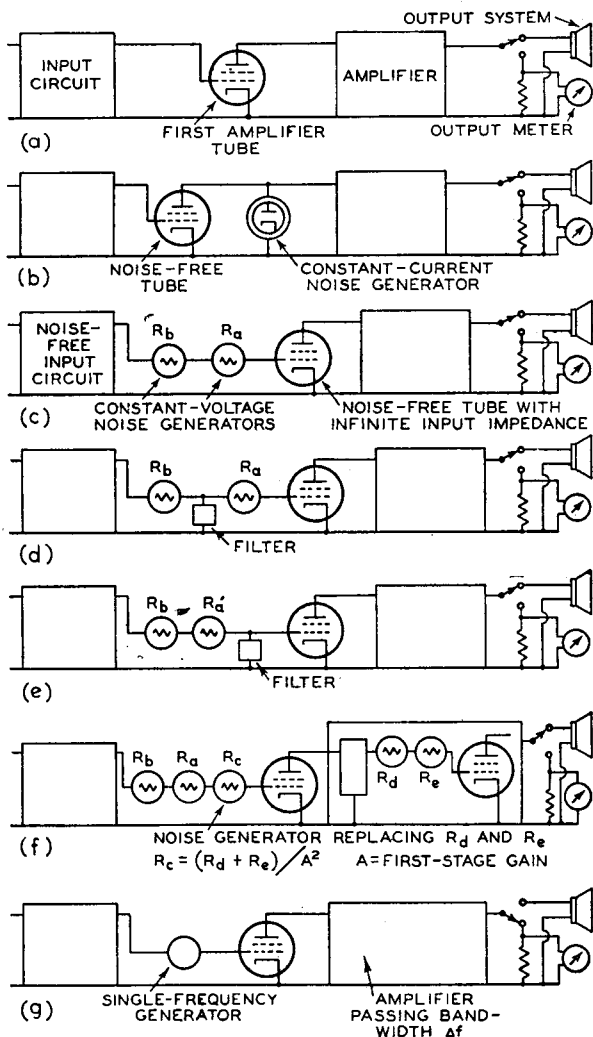 OUTPUT SYSTEM
INPUT CIRCUIT
AMPLIFIER
FIRST AMPLIFIER TUBE
OUTPUT METER
(a)
NOISE-FREE TUBE
CONSTANT-CURRENT NOISE GENERATOR
(b)
NOISE-FREE INPUT CIRCUIT
Rb
Ra
CONSTANT-VOLTAGE NOISE GENERATORS
NOISE-FREE TUBE WITH INFINITE INPUT IMPEDANCE
(c)
Rb
Ra
FILTER
(d)
Rb
Ra′
FILTER
(e)
Rb
Ra
Rc
Rd
Re
(f)
NOISE GENERATOR REPLACING Rd AND Re
Rc = (Rd + Re)/A² A=FIRST-STAGE GAIN
SINGLE-FREQUENCY GENERATOR
AMPLIFIER PASSING BAND-WIDTH Δf
(g)